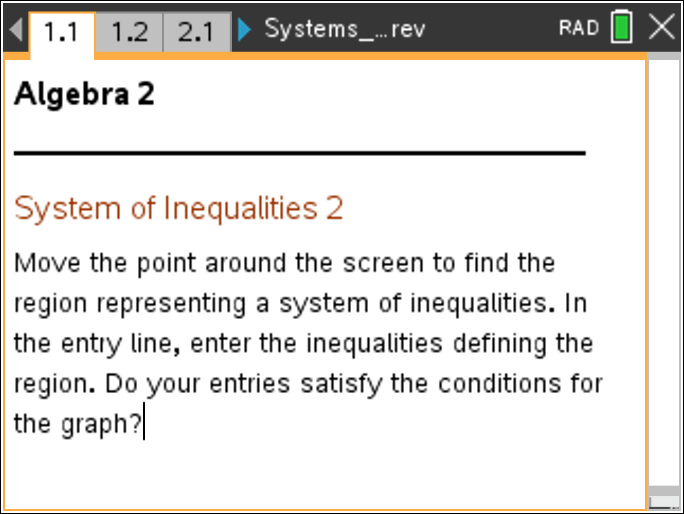 1.1 1.2 2.1 Systems_...rev RAD
Algebra 2
System of Inequalities 2
Move the point around the screen to find the
region representing a system of inequalities. In
the entry line, enter the inequalities defining the
region. Do your entries satisfy the conditions for
the graph?